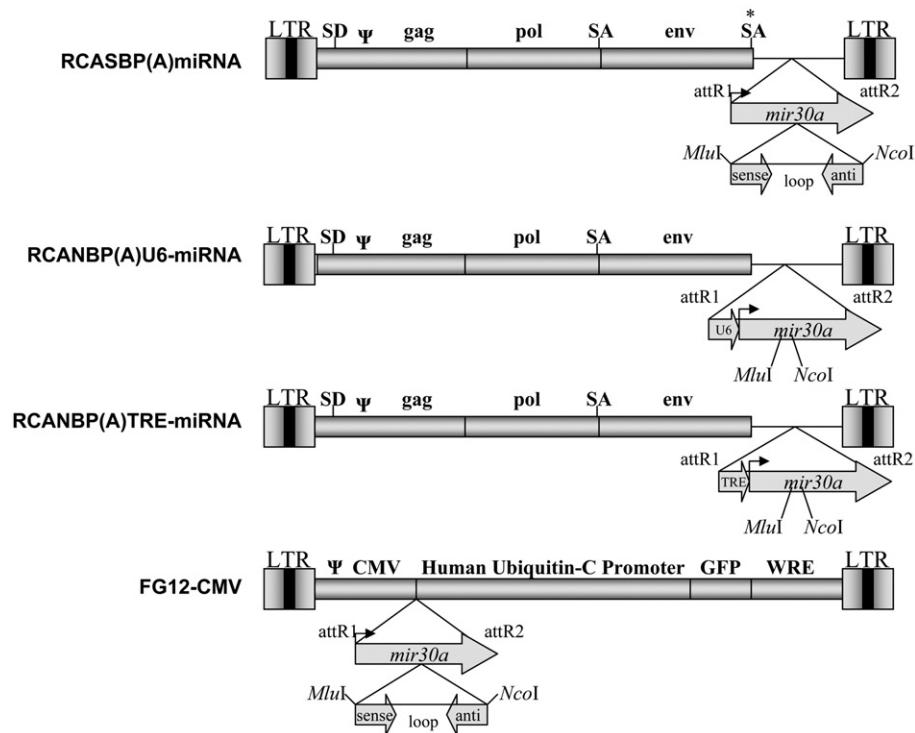 *
LTR SD Ψ gag pol SA env SA LTR
RCASBP(A)miRNA
attR1 attR2
mir30a
MluI NcoI
sense loop anti
LTR SD Ψ gag pol SA env LTR
RCANBP(A)U6-miRNA
attR1 attR2
U6 mir30a
MluI NcoI
LTR SD Ψ gag pol SA env LTR
RCANBP(A)TRE-miRNA
attR1 attR2
TRE mir30a
MluI NcoI
LTR Ψ CMV Human Ubiquitin-C Promoter GFP WRE LTR
FG12-CMV
attR1 attR2
mir30a
MluI NcoI
sense loop anti